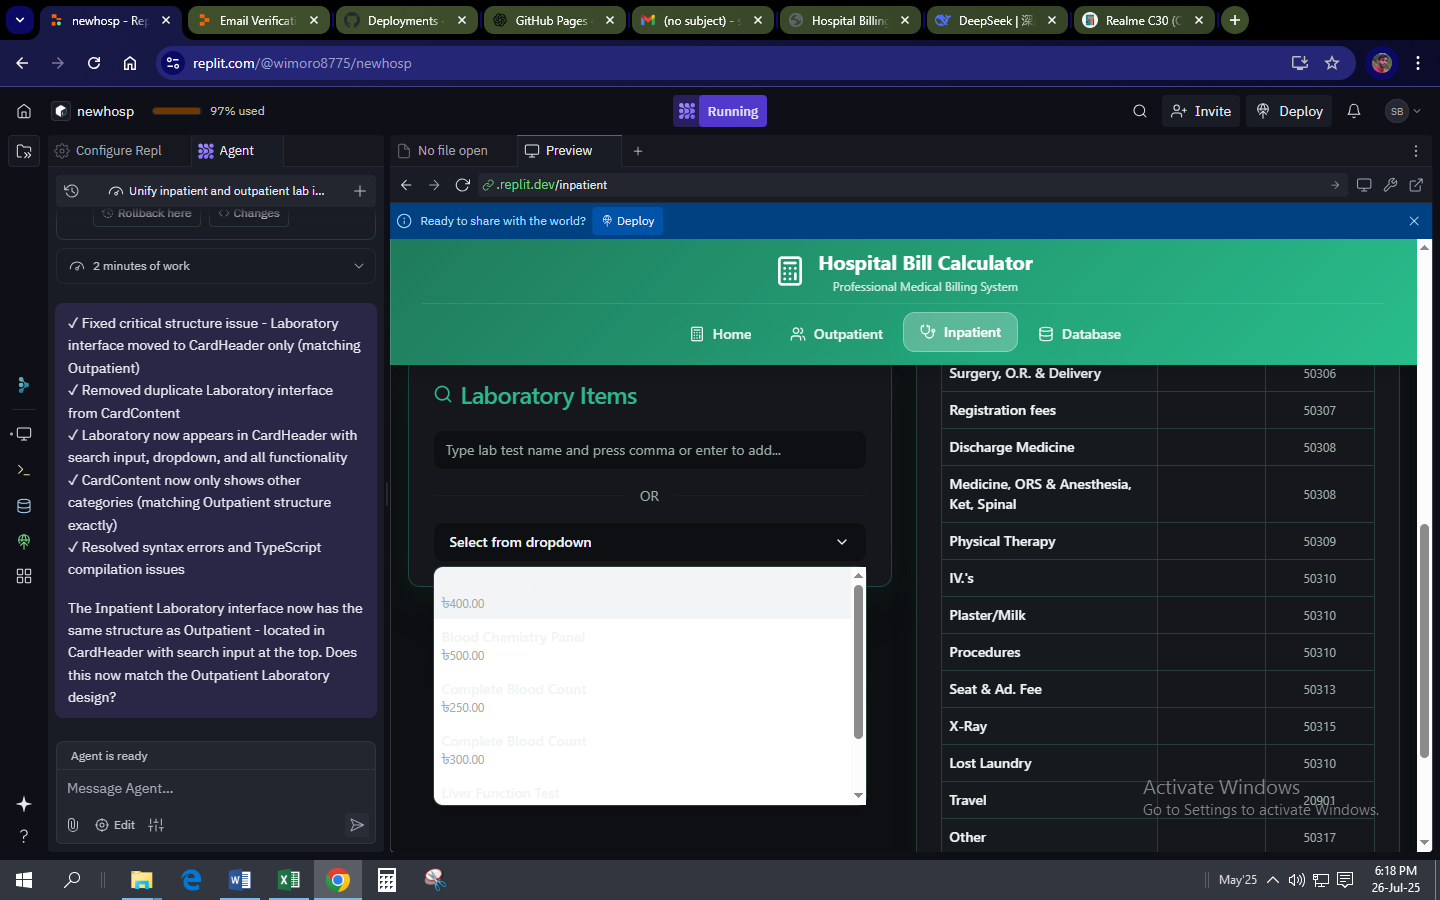 newhosp - Rep
Email Verificati
Deployments
GitHub Pages
(no subject) - s
Hospital Billing
DeepSeek | 深
Realme C30 (C
replit.com/@wimoro8775/newhosp
newhosp
97% used
Running
Invite
Deploy
SB
Configure Repl
Agent
No file open
Preview
Unify inpatient and outpatient lab i...
.replit.dev/inpatient
Rollback here
Changes
Ready to share with the world?
Deploy
2 minutes of work
✓ Fixed critical structure issue - Laboratory
interface moved to CardHeader only (matching
Outpatient)
✓ Removed duplicate Laboratory interface
from CardContent
✓ Laboratory now appears in CardHeader with
search input, dropdown, and all functionality
✓ CardContent now only shows other
categories (matching Outpatient structure
exactly)
✓ Resolved syntax errors and TypeScript
compilation issues
The Inpatient Laboratory interface now has the
same structure as Outpatient - located in
CardHeader with search input at the top. Does
this now match the Outpatient Laboratory
design?
Agent is ready
Message Agent...
Edit
Hospital Bill Calculator
Professional Medical Billing System
Home
Outpatient
Inpatient
Database
Laboratory Items
Type lab test name and press comma or enter to add...
OR
Select from dropdown
৳400.00
Blood Chemistry Panel
৳500.00
Complete Blood Count
৳250.00
Complete Blood Count
৳300.00
Liver Function Test
Surgery, O.R. & Delivery 50306
Registration fees 50307
Discharge Medicine 50308
Medicine, ORS & Anesthesia,
Ket, Spinal 50308
Physical Therapy 50309
IV.'s 50310
Plaster/Milk 50310
Procedures 50310
Seat & Ad. Fee 50313
X-Ray 50315
Lost Laundry 50310
Travel 20901
Other 50317
Activate Windows
Go to Settings to activate Windows.
May'25
6:18 PM
26-Jul-25